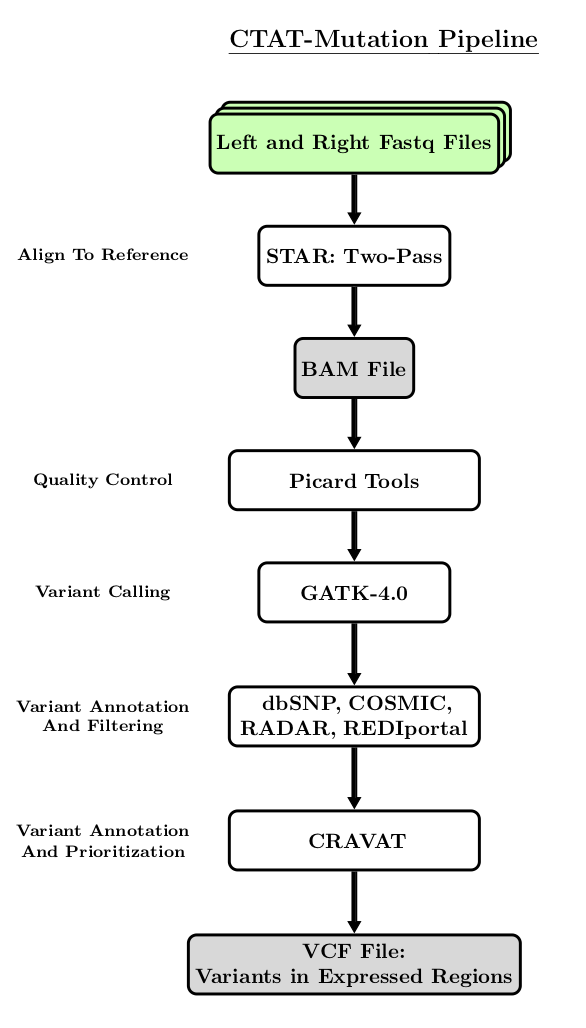 CTAT-Mutation Pipeline
Left and Right Fastq Files
Align To Reference
STAR: Two-Pass
BAM File
Quality Control
Picard Tools
Variant Calling
GATK-4.0
Variant Annotation
And Filtering
dbSNP, COSMIC,
RADAR, REDIportal
Variant Annotation
And Prioritization
CRAVAT
VCF File:
Variants in Expressed Regions